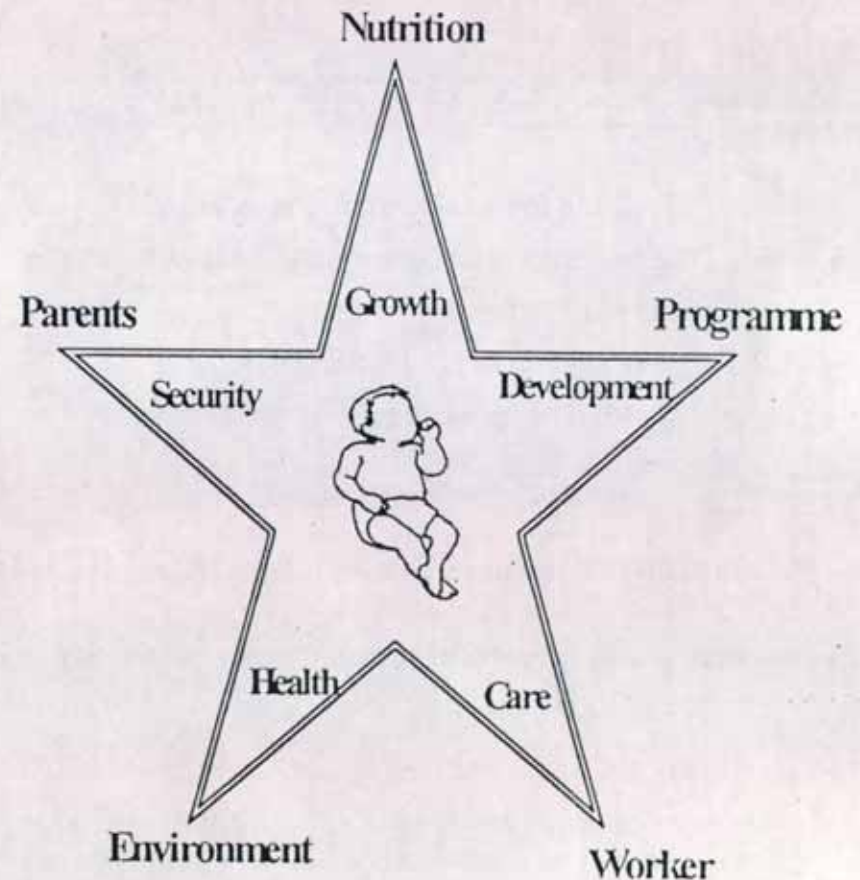 Nutrition
Growth
Parents
Programme
Security
Development
Health
Care
Environment
Worker